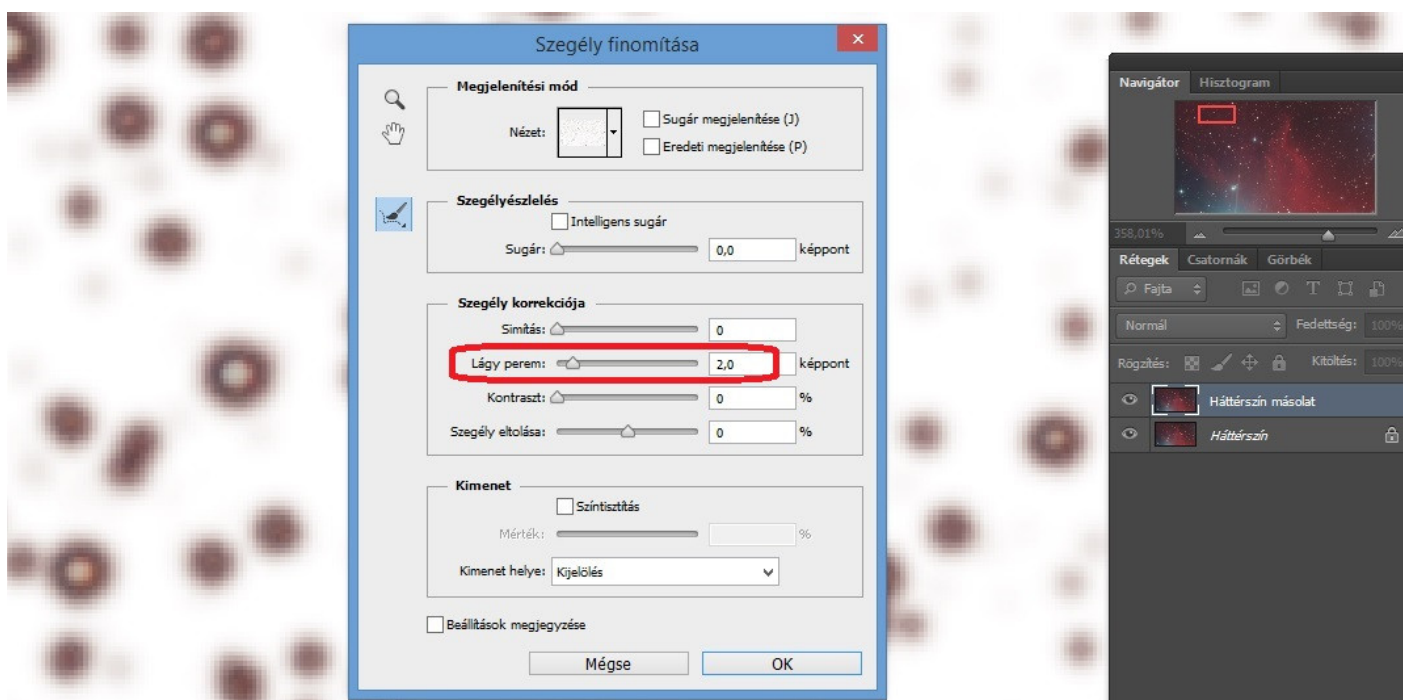 Szegély finomítása
Megjelenítési mód
Nézet:
Sugár megjelenítése (J)
Eredeti megjelenítése (P)
Szegélyészlelés
Intelligens sugár
Sugár: 0,0 képpont
Szegély korrekciója
Simítás: 0
Lágy perem: 2,0 képpont
Kontraszt: 0 %
Szegély eltolása: 0 %
Kimenet
Színtisztítás
Mérték: %
Kimenet helye: Kijelölés
Beállítások megjegyzése
Mégse OK
Navigátor Hisztogram
358,01%
Rétegek Csatornák Görbék
Fajta
Normál Fedettség: 100%
Rögzítés: Kitöltés: 100%
Háttérszín másolat
Háttérszín